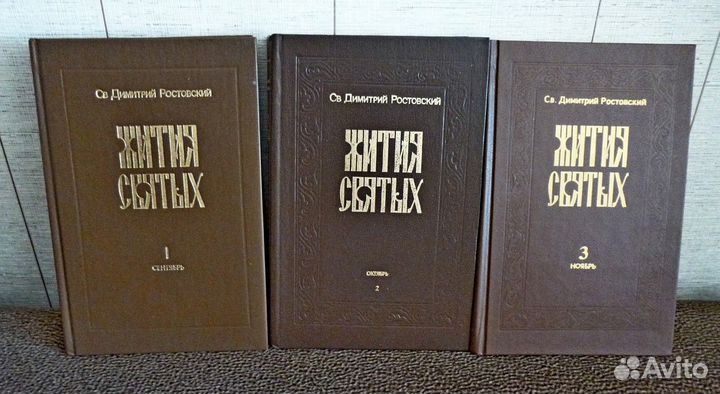 Св. Димитрий Ростовский
ЖИТИЯ
СВЯТЫХ
1
СЕНТЯБРЬ
Св. Димитрий Ростовский
ЖИТИЯ
СВЯТЫХ
ОКТЯБРЬ
2
Св. Димитрий Ростовский
ЖИТИЯ
СВЯТЫХ
3
НОЯБРЬ
Avito